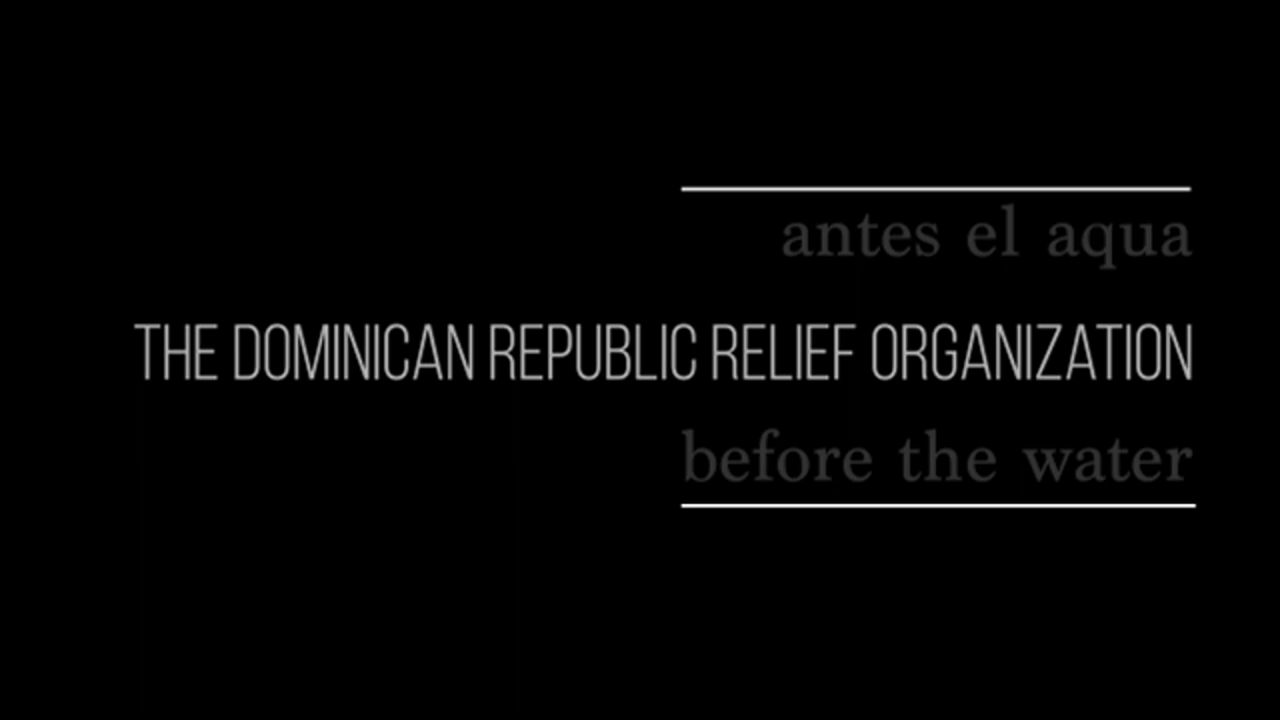 antes el aqua
THE DOMINICAN REPUBLIC RELIEF ORGANIZATION
before the water